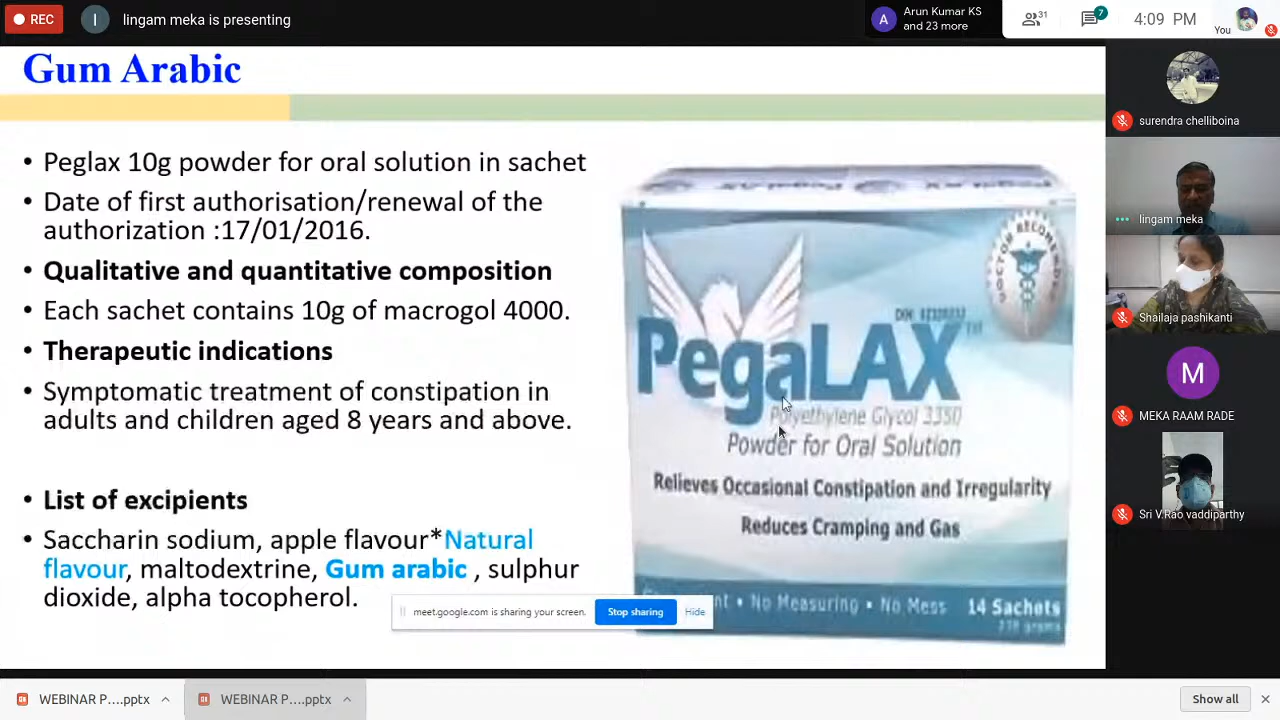 REC
I
lingam meka is presenting
A
Arun Kumar KS
and 23 more
31
7
4:09 PM
You
Gum Arabic
• Peglax 10g powder for oral solution in sachet
• Date of first authorisation/renewal of the
authorization :17/01/2016.
• Qualitative and quantitative composition
• Each sachet contains 10g of macrogol 4000.
• Therapeutic indications
• Symptomatic treatment of constipation in
adults and children aged 8 years and above.
• List of excipients
• Saccharin sodium, apple flavour*Natural
flavour, maltodextrine, Gum arabic , sulphur
dioxide, alpha tocopherol.
DOCTOR RECOMMENDED
PegaLAX™
Polyethylene Glycol 3350
Powder for Oral Solution
Relieves Occasional Constipation and Irregularity
Reduces Cramping and Gas
• No Measuring • No Mess
14 Sachets
meet.google.com is sharing your screen.
Stop sharing
Hide
surendra chelliboina
lingam meka
Shailaja pashikanti
M
MEKA RAAM RADE
Sri V.Rao vaddiparthy
WEBINAR P....pptx
WEBINAR P....pptx
Show all